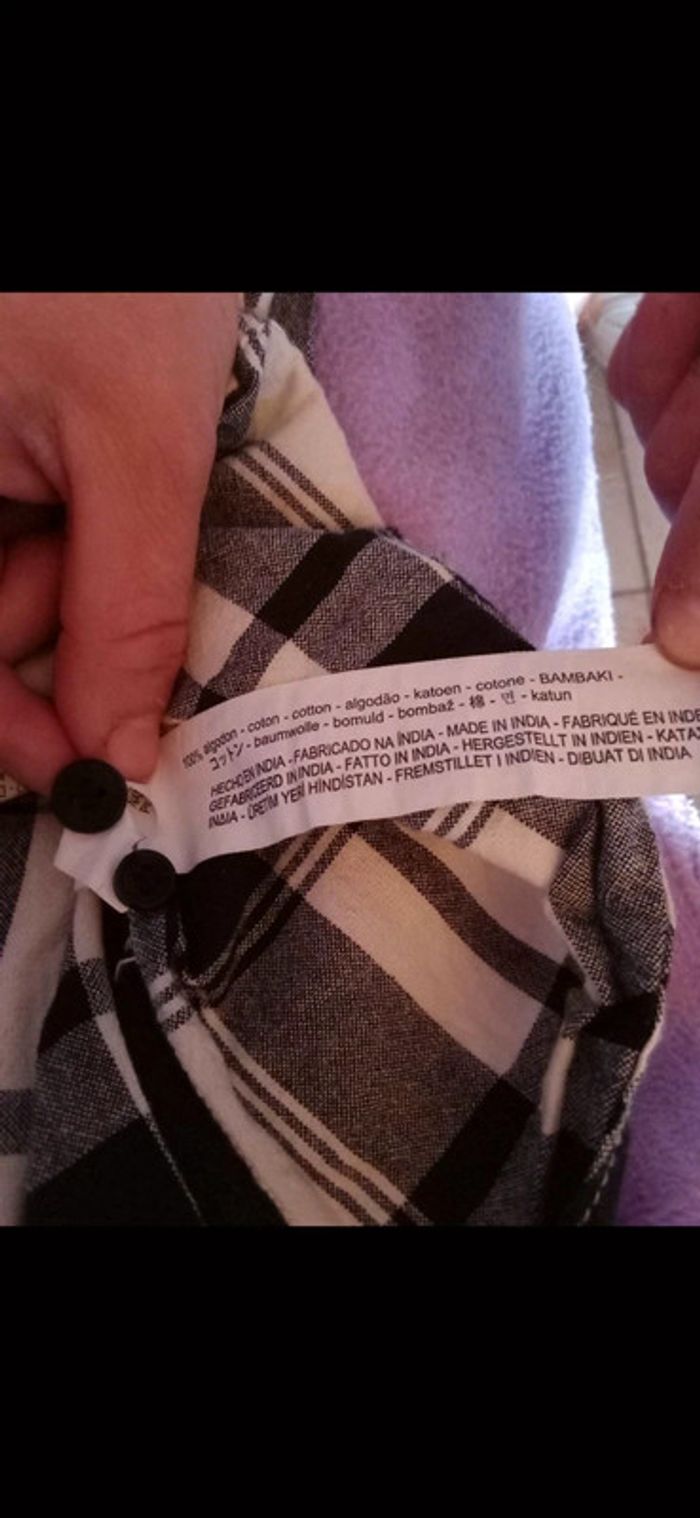 100% algodon - coton - cotton - algodão - katoen - cotone - BAMBAKI -
コットン - baumwolle - bomuld - bombaž - 棉 - 면 - katun
HECHO EN INDIA - FABRICADO NA ÍNDIA - MADE IN INDIA - FABRIQUÉ EN INDE
GEFABRICEERD IN INDIA - FATTO IN INDIA - HERGESTELLT IN INDIEN -
INDIA - ÜRETİM YERİ HİNDİSTAN - FREMSTILLET I INDIEN - DIBUAT DI INDIA